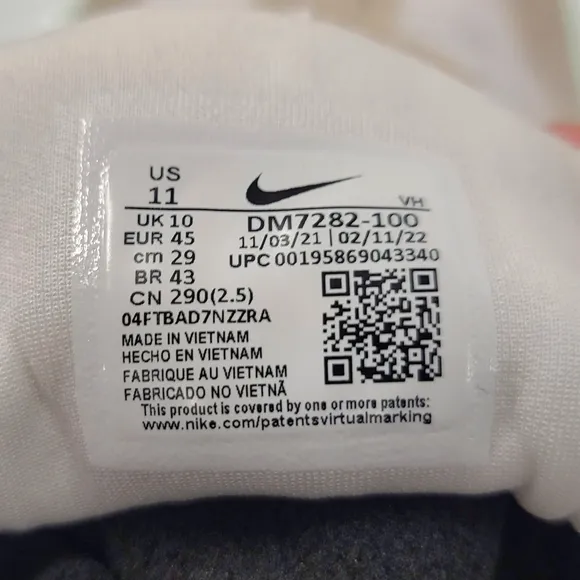 US
11
VH
UK 10
DM7282-100
EUR 45
11/03/21 | 02/11/22
cm 29
UPC 00195869043340
BR 43
CN 290(2.5)
04FTBAD7NZZRA
MADE IN VIETNAM
HECHO EN VIETNAM
FABRIQUE AU VIETNAM
FABRICADO NO VIETNÃ
This product is covered by one or more patents:
www.nike.com/patentsvirtualmarking